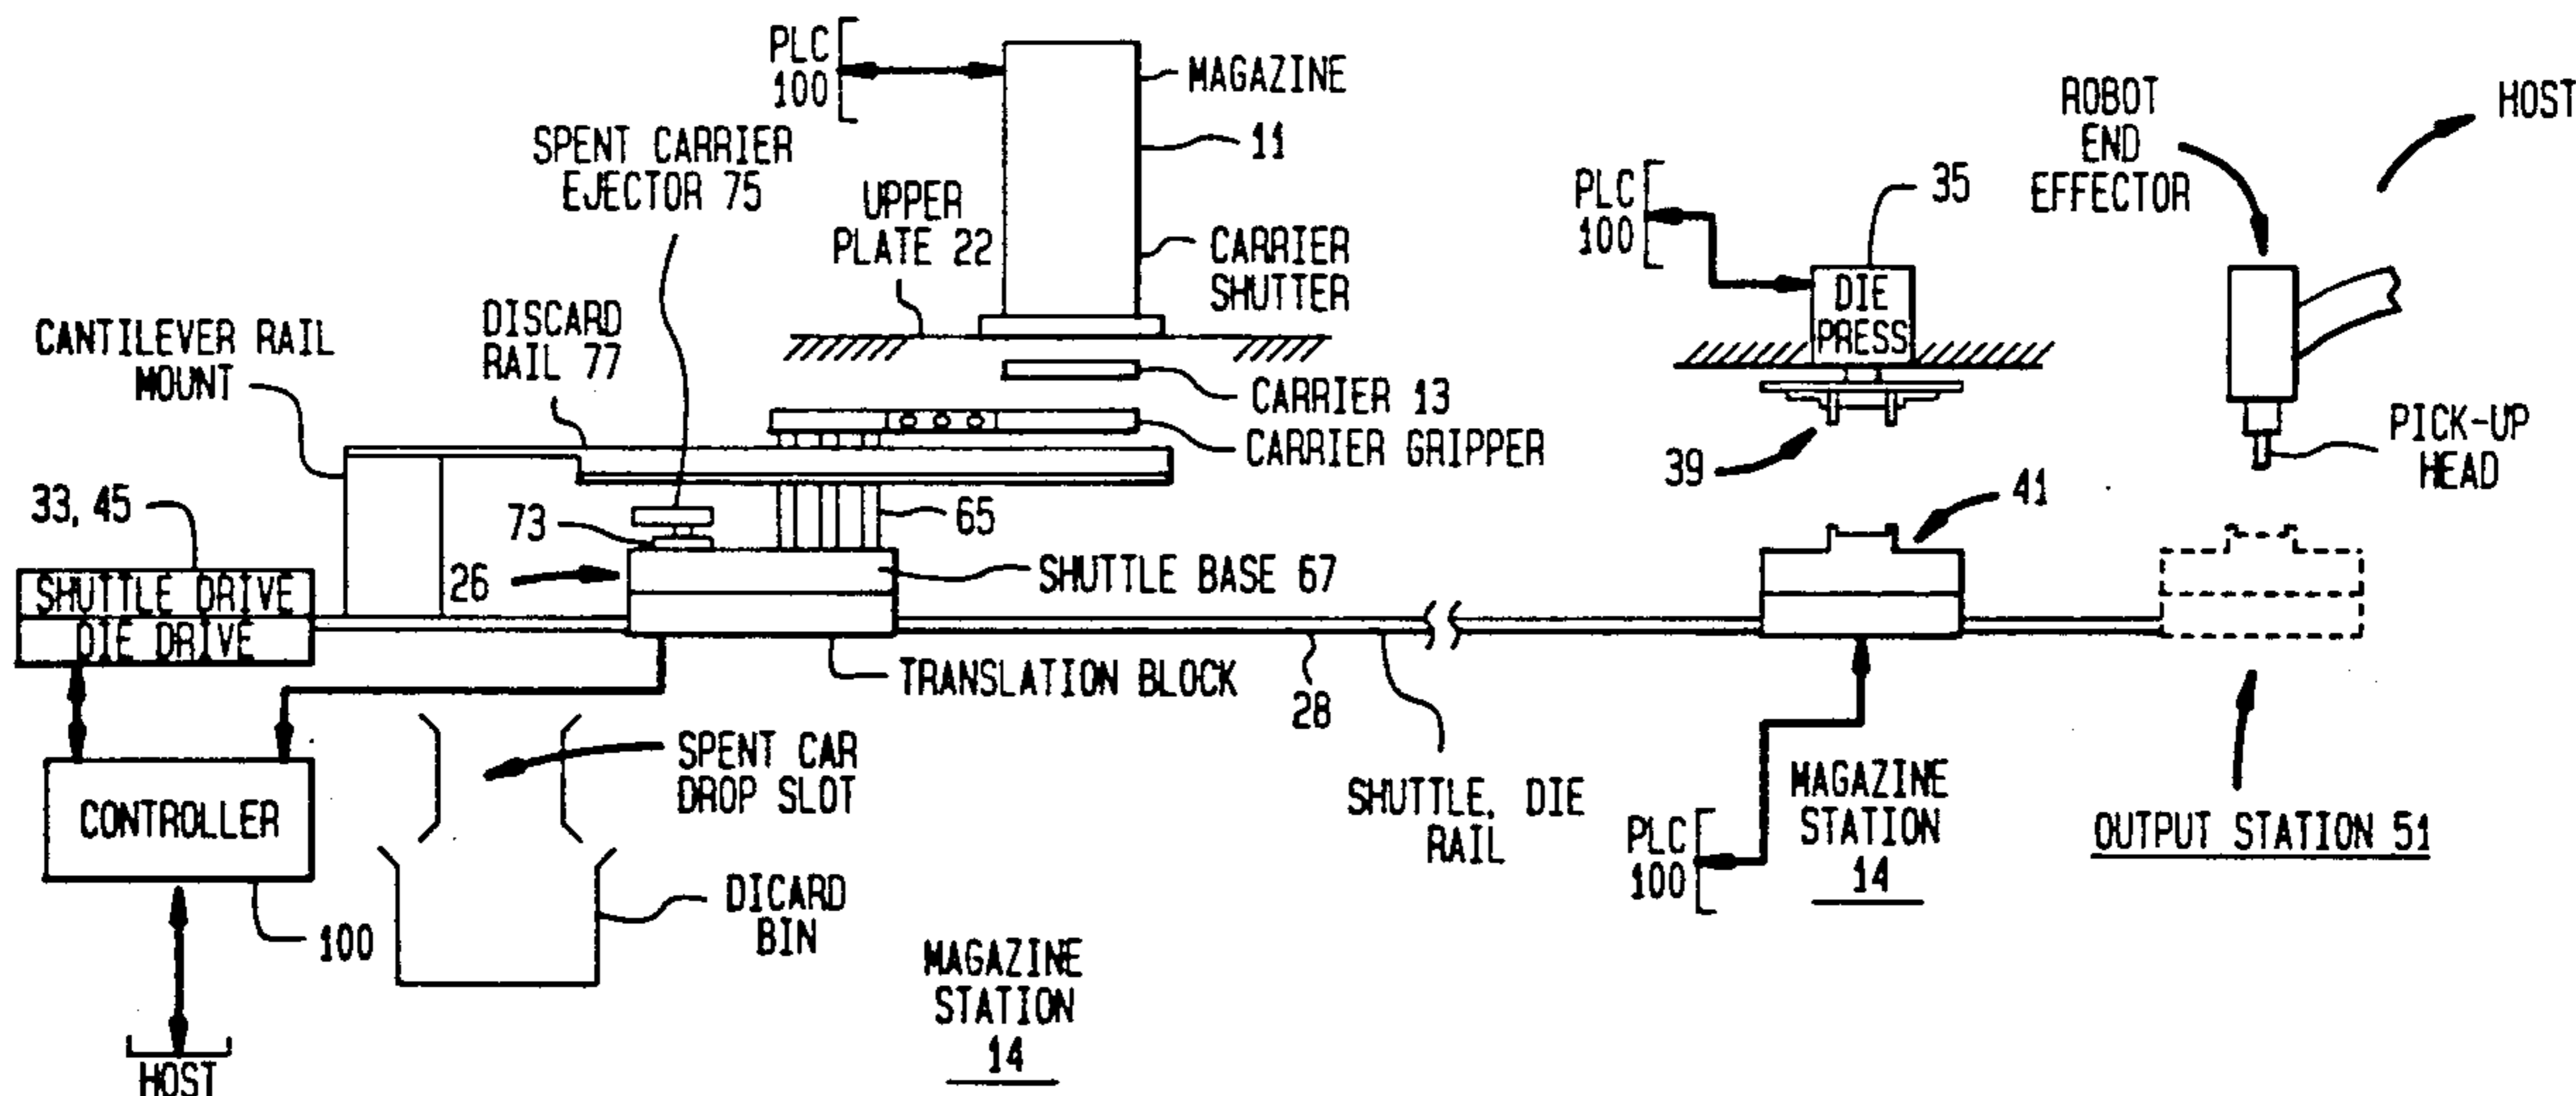 PLC
100
MAGAZINE
11
SPENT CARRIER
EJECTOR 75
UPPER
PLATE 22
CARRIER
SHUTTER
CANTILEVER RAIL
MOUNT
DISCARD
RAIL 77
CARRIER 13
CARRIER GRIPPER
33, 45
73
65
26
SHUTTLE BASE 67
SHUTTLE DRIVE
DIE DRIVE
TRANSLATION BLOCK
28
SPENT CAR
DROP SLOT
SHUTTLE, DIE
RAIL
CONTROLLER
100
DICARD
BIN
HOST
MAGAZINE
STATION
14
PLC
100
35
DIE
PRESS
39
41
ROBOT
END
EFFECTOR
HOST
PICK-UP
HEAD
PLC
100
MAGAZINE
STATION
14
OUTPUT STATION 51